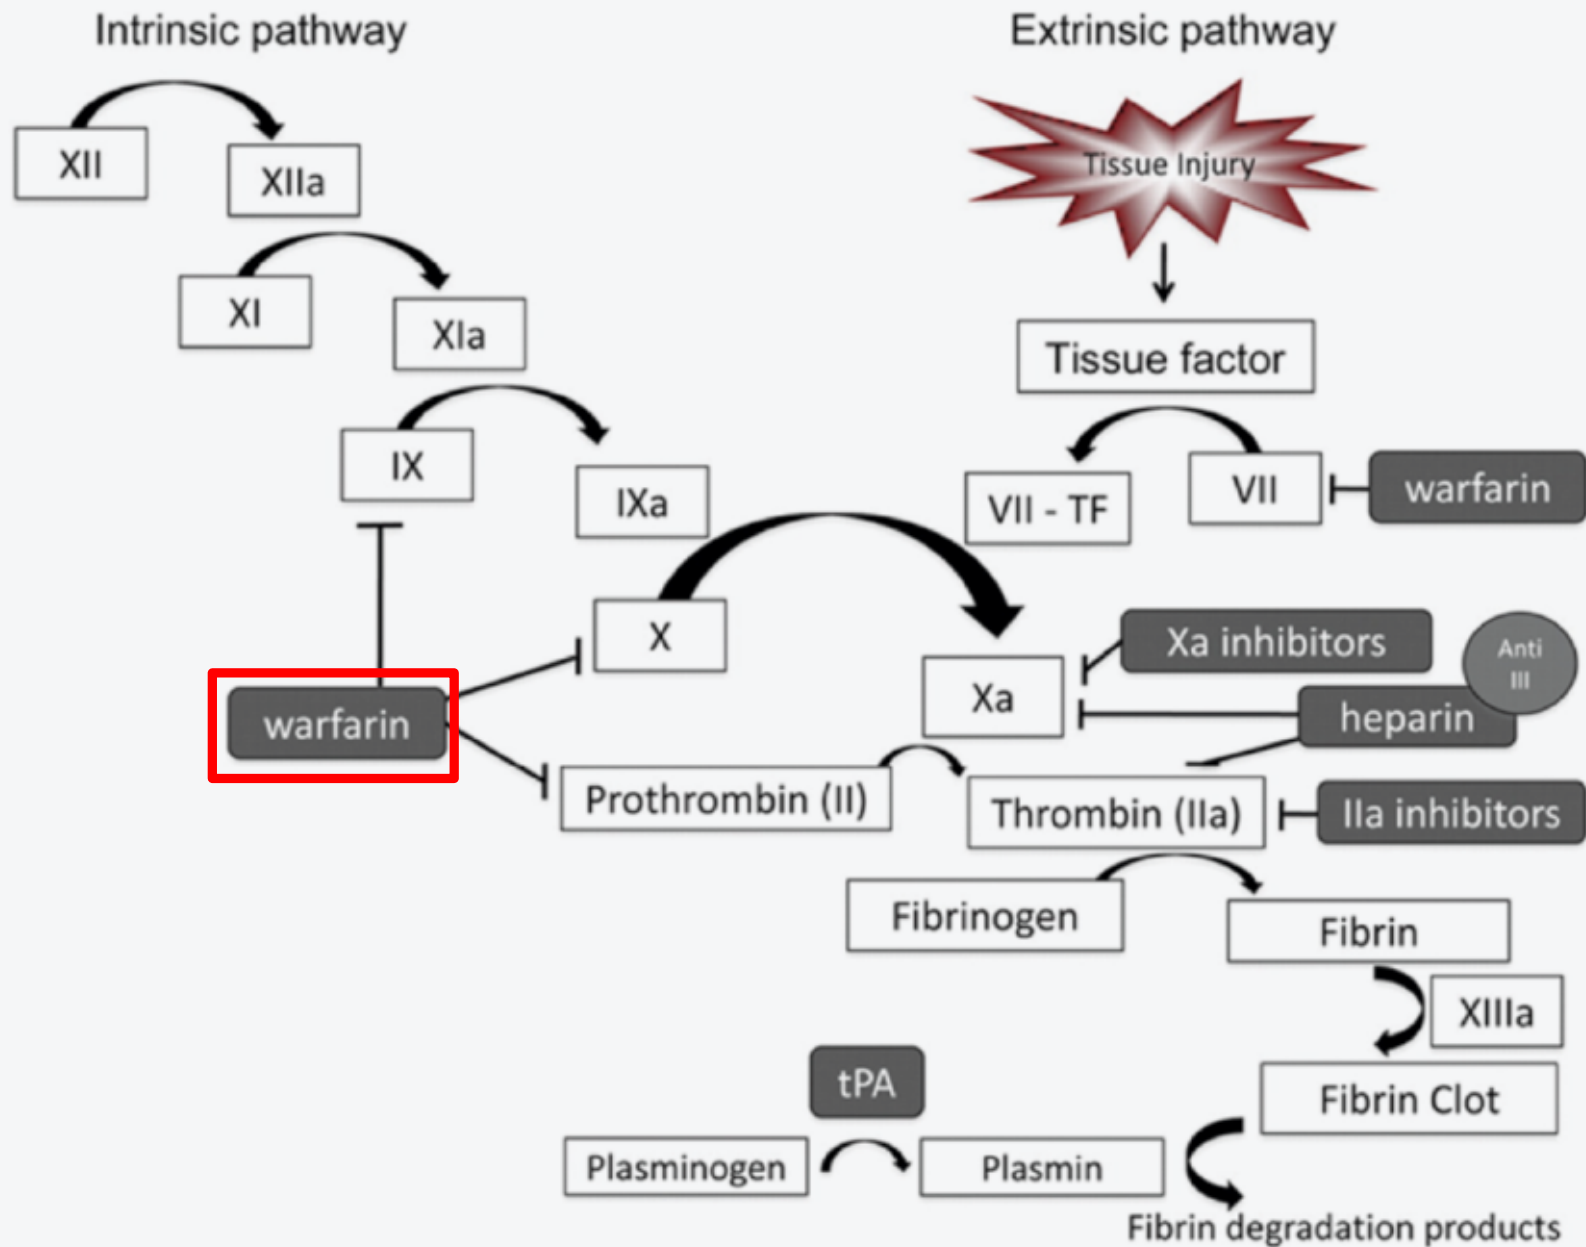 Intrinsic pathway
Extrinsic pathway
XII
XIIa
Tissue Injury
XI
XIa
Tissue factor
IX
IXa
VII - TF
VII
warfarin
X
Xa inhibitors
Anti
III
Xa
heparin
warfarin
Prothrombin (II)
Thrombin (IIa)
IIa inhibitors
Fibrinogen
Fibrin
XIIIa
tPA
Fibrin Clot
Plasminogen
Plasmin
Fibrin degradation products